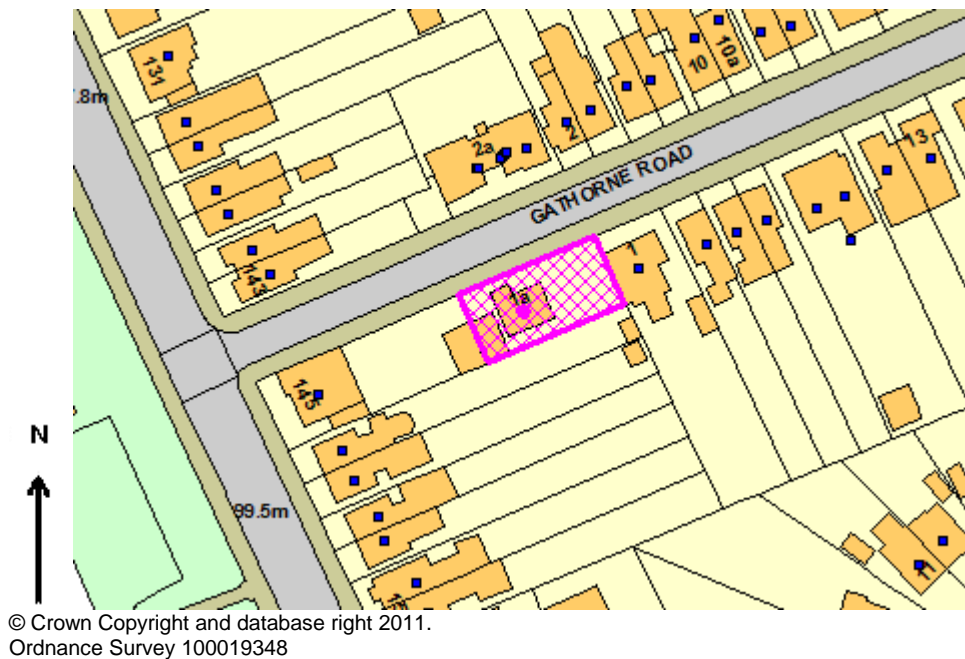 131
10
10a
.8m
2a
2
13
GATHORNE ROAD
143
1
1a
145
N
99.5m
11
© Crown Copyright and database right 2011.
Ordnance Survey 100019348